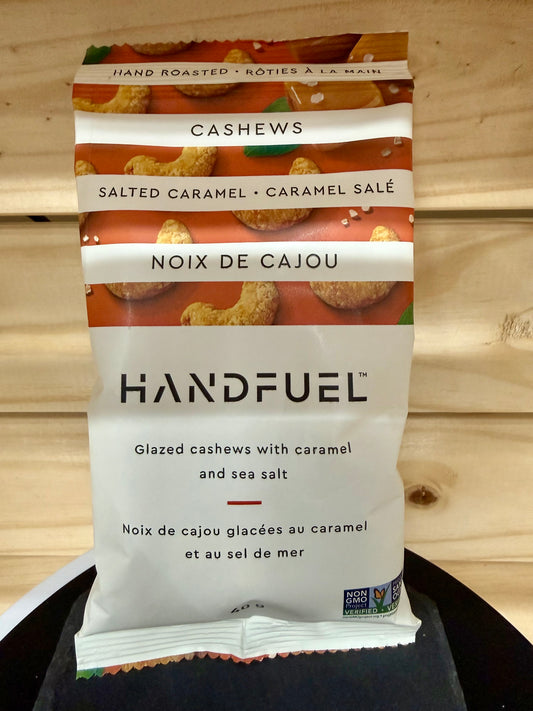 HAND ROASTED • RÔTIES À LA MAIN
CASHEWS
SALTED CARAMEL • CARAMEL SALÉ
NOIX DE CAJOU
HANDFUEL™
Glazed cashews with caramel
and sea salt
Noix de cajou glacées au caramel
et au sel de mer
40 g
NON
GMO
Project
VERIFIED